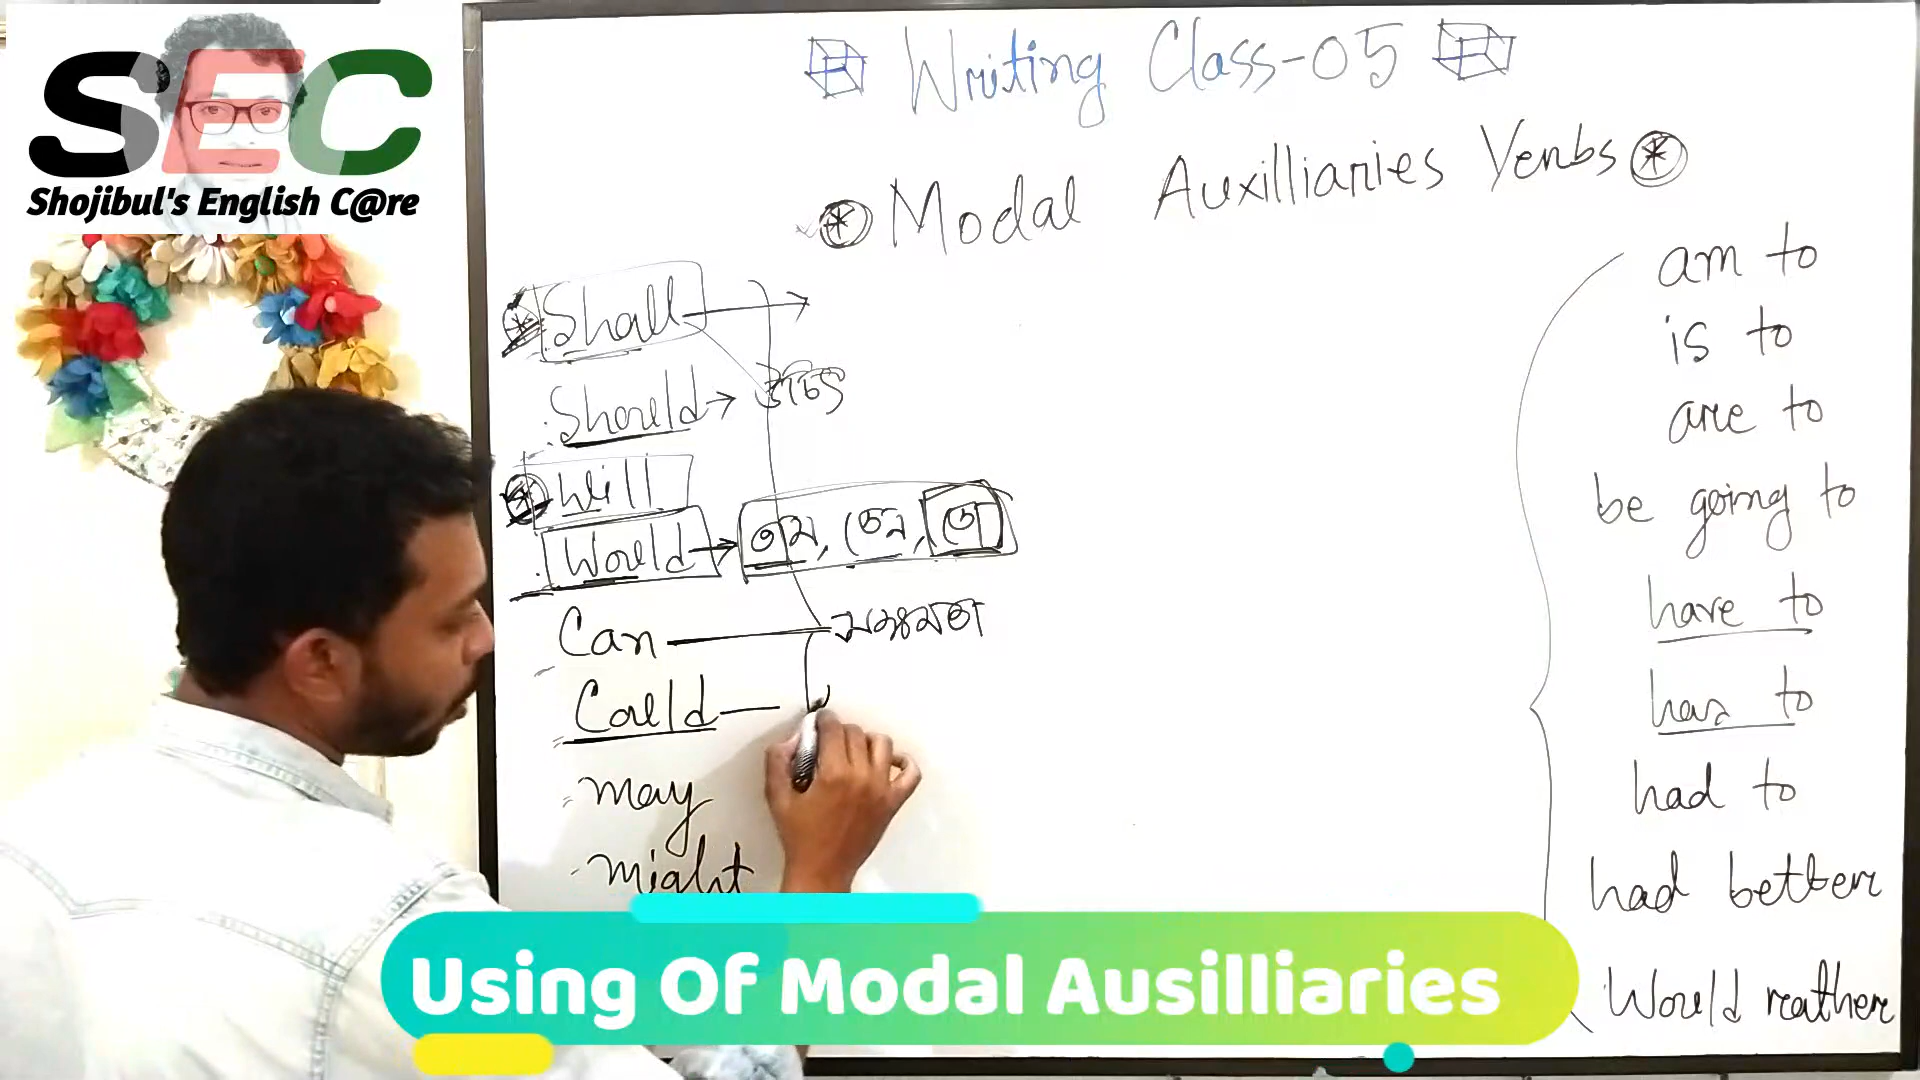 SEC
Shojibul's English C@re
Writing Class-05
Modal Auxilliaries Verbs
Shall
Should → উচিৎ
Will
Would → তাম, তেন, তে
Can
Could
may
might
am to
is to
are to
be going to
have to
has to
had to
had better
Would reather
Using Of Modal Ausilliaries